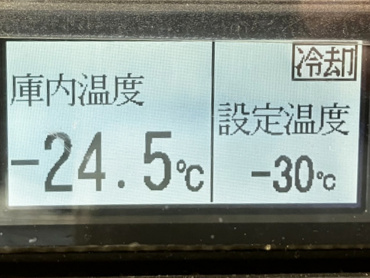 庫内温度
-24.5℃
冷却
設定温度
-30℃